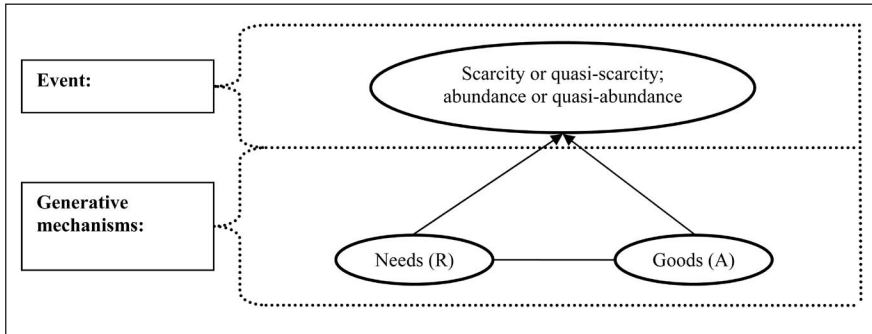 Event:
Scarcity or quasi-scarcity;
abundance or quasi-abundance
Generative
mechanisms:
Needs (R)
Goods (A)